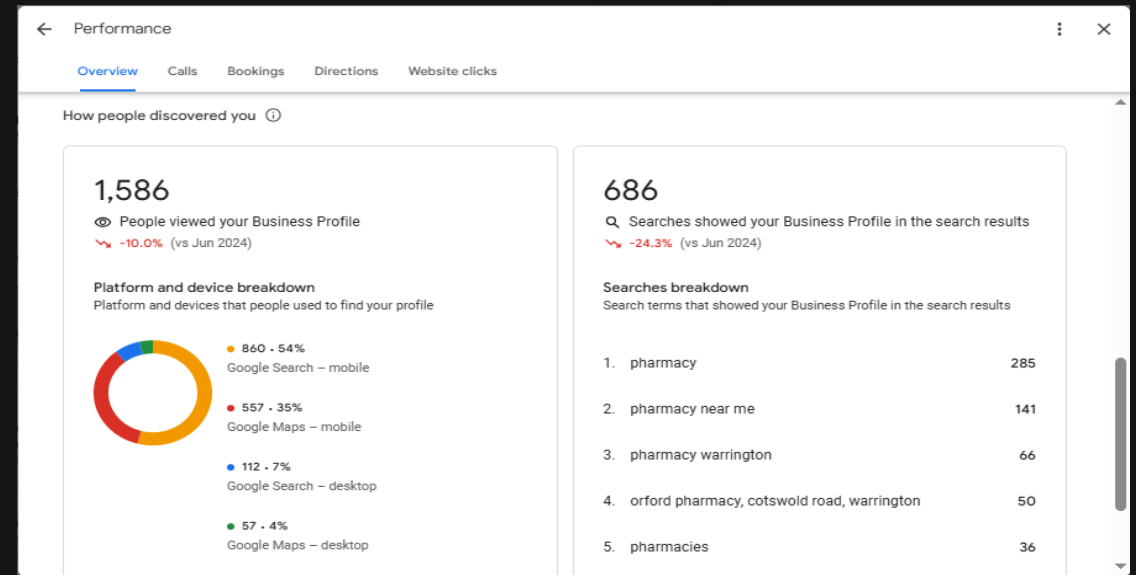 Performance
Overview Calls Bookings Directions Website clicks
How people discovered you
1,586
People viewed your Business Profile
-10.0% (vs Jun 2024)
Platform and device breakdown
Platform and devices that people used to find your profile
860 • 54%
Google Search – mobile
557 • 35%
Google Maps – mobile
112 • 7%
Google Search – desktop
57 • 4%
Google Maps – desktop
686
Searches showed your Business Profile in the search results
-24.3% (vs Jun 2024)
Searches breakdown
Search terms that showed your Business Profile in the search results
1. pharmacy 285
2. pharmacy near me 141
3. pharmacy warrington 66
4. orford pharmacy, cotswold road, warrington 50
5. pharmacies 36